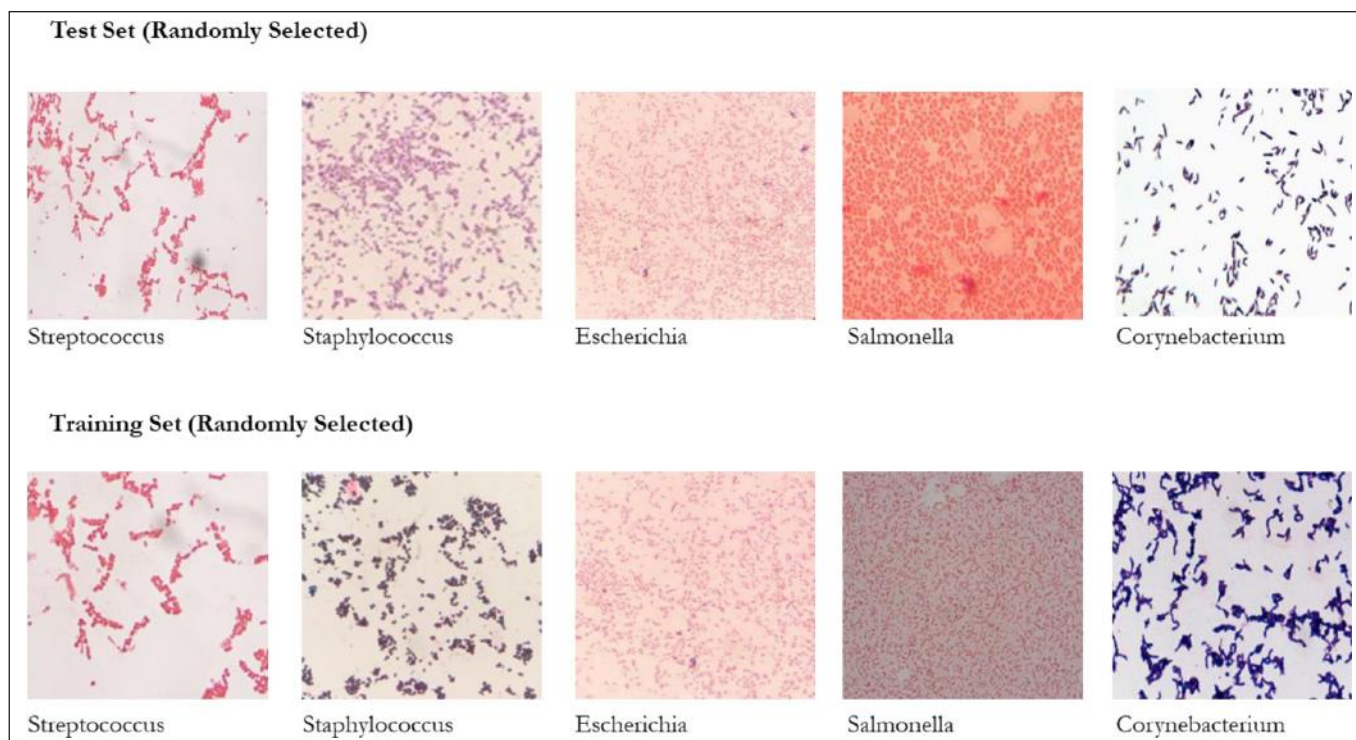 Test Set (Randomly Selected)
Streptococcus Staphylococcus Escherichia Salmonella Corynebacterium
Training Set (Randomly Selected)
Streptococcus Staphylococcus Escherichia Salmonella Corynebacterium